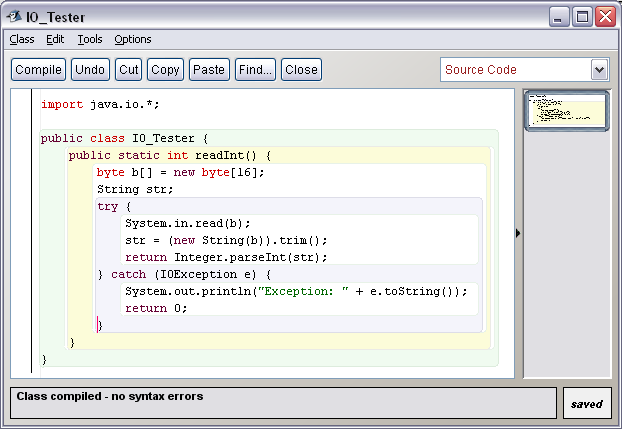 IO_Tester
Class Edit Tools Options
Compile Undo Cut Copy Paste Find... Close Source Code
import java.io.*;
public class IO_Tester {
public static int readInt() {
byte b[] = new byte[16];
String str;
try {
System.in.read(b);
str = (new String(b)).trim();
return Integer.parseInt(str);
} catch (IOException e) {
System.out.println("Exception: " + e.toString());
return 0;
}
}
}
Class compiled - no syntax errors
saved